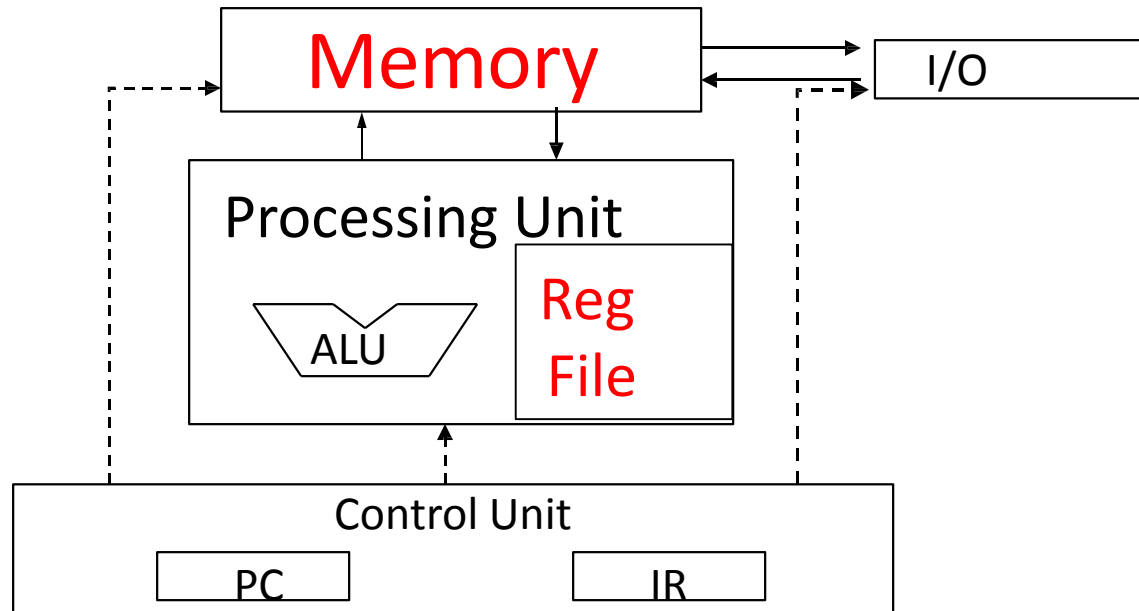 Memory
I/O
Processing Unit
Reg
ALU
File
Control Unit
PC
IR